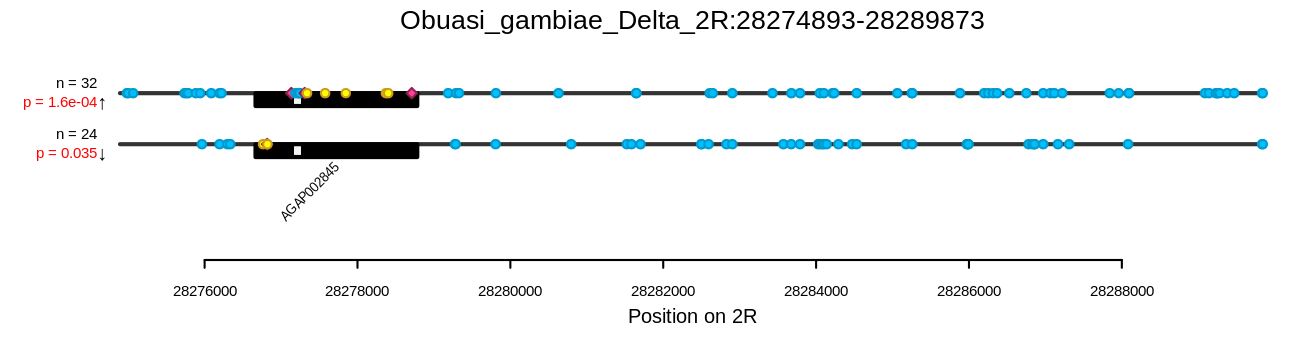 Obuasi_gambiae_Delta_2R:28274893-28289873
n = 32
p = 1.6e-04↑
n = 24
p = 0.035↓
AGAP002845
28276000 28278000 28280000 28282000 28284000 28286000 28288000
Position on 2R